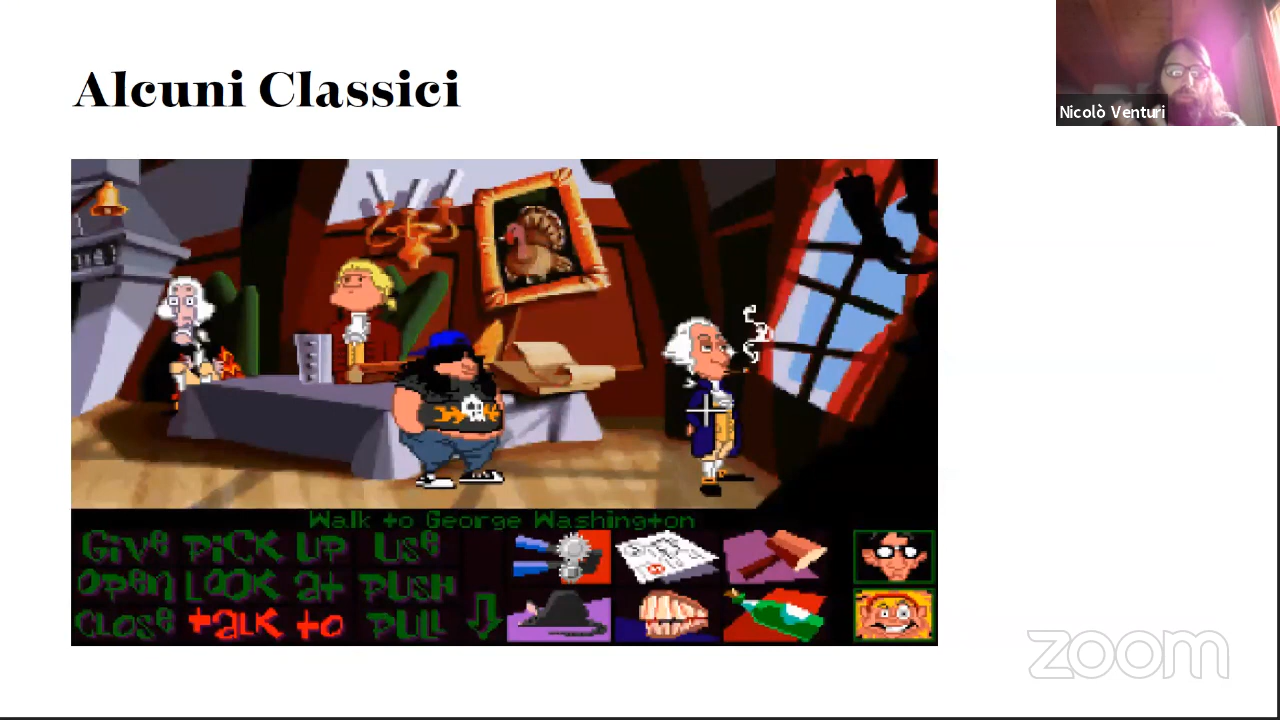 Alcuni Classici
Nicolò Venturi
Walk to George Washington
Give Pick up Use
Open Look at Push
Close Talk to Pull
zoom